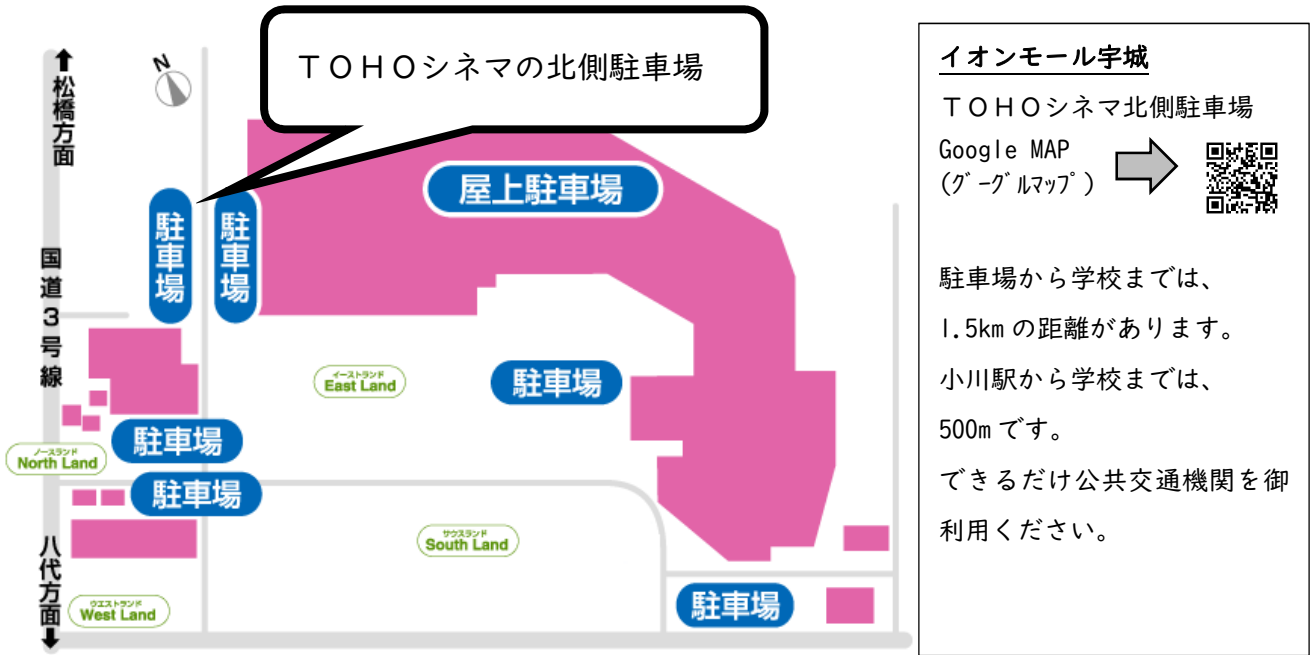 TOHOシネマの北側駐車場
N
↑松橋方面
国道3号線
八代方面↓
屋上駐車場
駐車場
駐車場
イーストランド
East Land
駐車場
駐車場
ノースランド
North Land
駐車場
サウスランド
South Land
ウエストランド
West Land
駐車場
イオンモール宇城
TOHOシネマ北側駐車場
Google MAP
(グーグルマップ)
駐車場から学校までは、
1.5kmの距離があります。
小川駅から学校までは、
500mです。
できるだけ公共交通機関を御
利用ください。